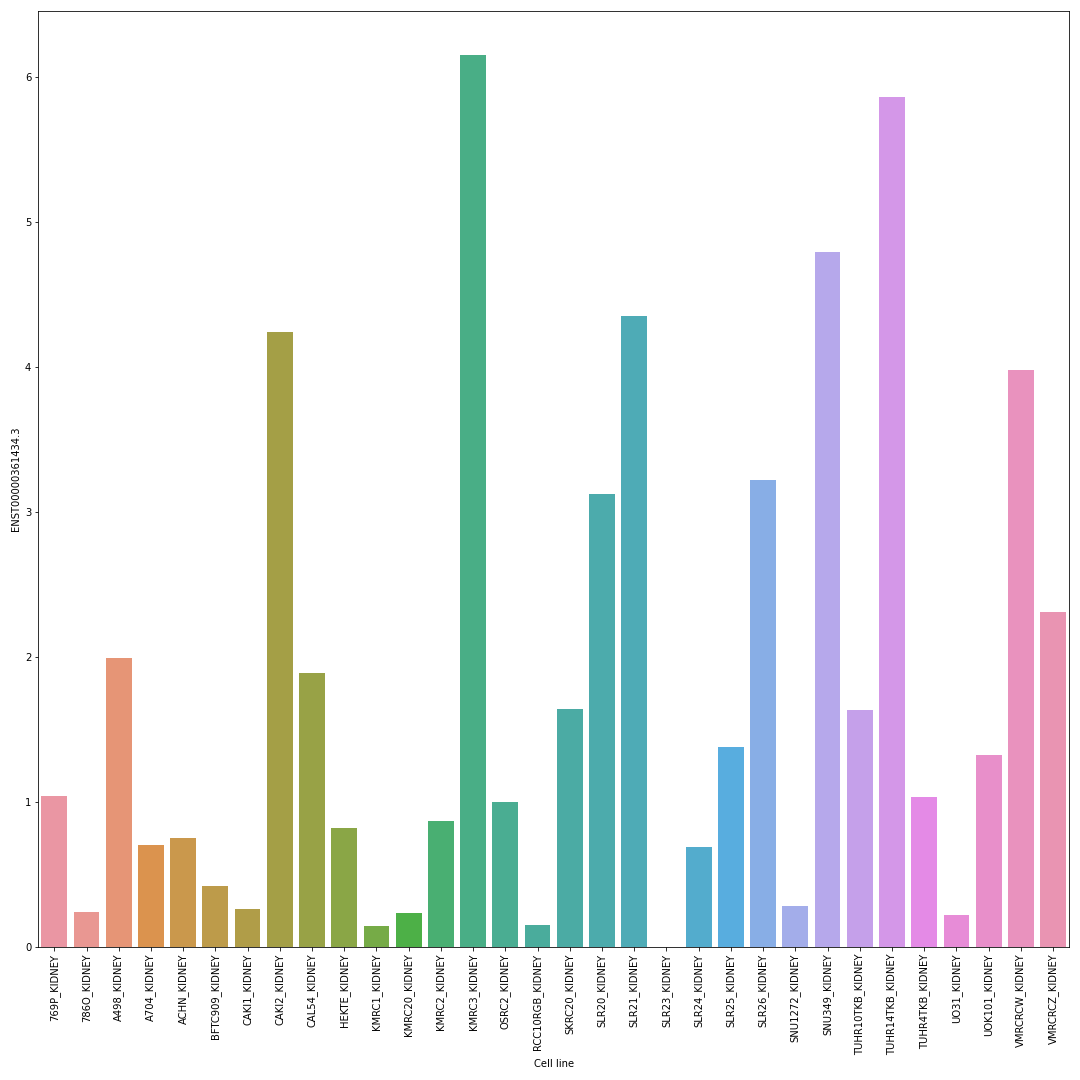 6
5
4
3
2
1
0
ENST00000361434.3
769P_KIDNEY
786O_KIDNEY
A498_KIDNEY
A704_KIDNEY
ACHN_KIDNEY
BFTC909_KIDNEY
CAKI1_KIDNEY
CAKI2_KIDNEY
CAL54_KIDNEY
HEKTE_KIDNEY
KMRC1_KIDNEY
KMRC20_KIDNEY
KMRC2_KIDNEY
KMRC3_KIDNEY
OSRC2_KIDNEY
RCC10RGB_KIDNEY
SKRC20_KIDNEY
SLR20_KIDNEY
SLR21_KIDNEY
SLR23_KIDNEY
SLR24_KIDNEY
SLR25_KIDNEY
SLR26_KIDNEY
SNU1272_KIDNEY
SNU349_KIDNEY
TUHR10TKB_KIDNEY
TUHR14TKB_KIDNEY
TUHR4TKB_KIDNEY
UO31_KIDNEY
UOK101_KIDNEY
VMRCRCW_KIDNEY
VMRCRCZ_KIDNEY
Cell line